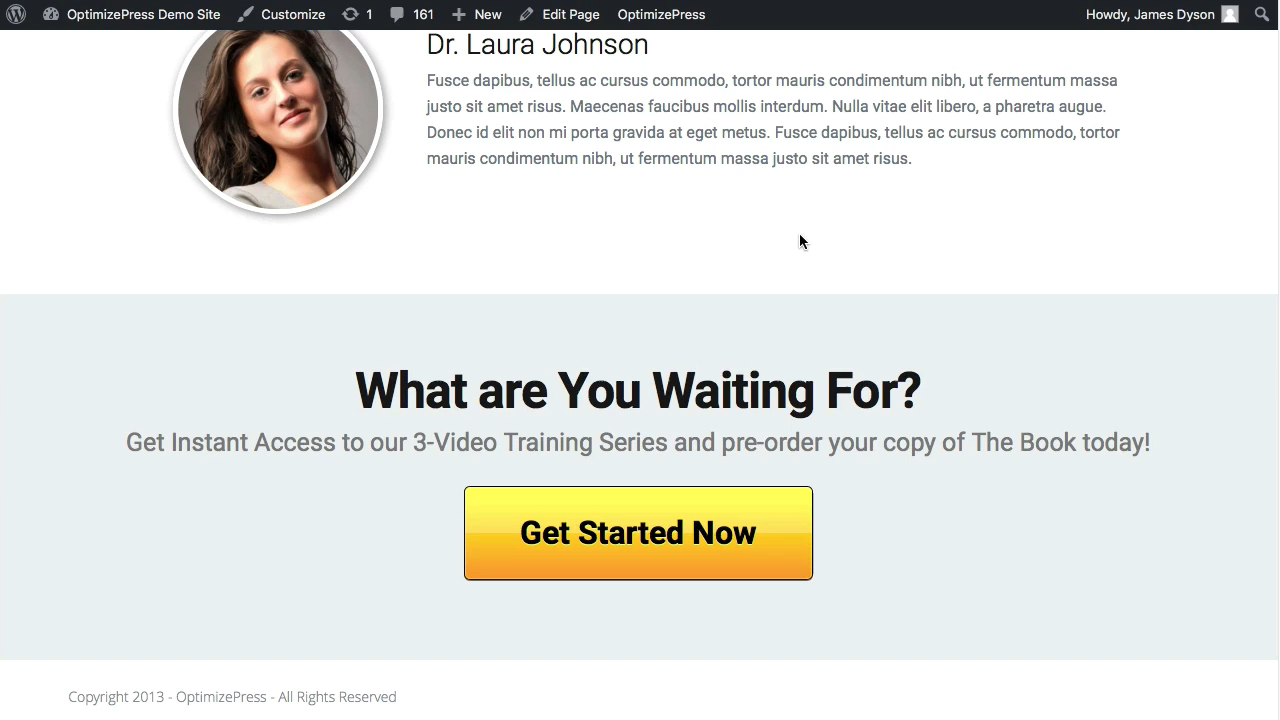 OptimizePress Demo Site Customize 1 161 New Edit Page OptimizePress Howdy, James Dyson
Dr. Laura Johnson
Fusce dapibus, tellus ac cursus commodo, tortor mauris condimentum nibh, ut fermentum massa
justo sit amet risus. Maecenas faucibus mollis interdum. Nulla vitae elit libero, a pharetra augue.
Donec id elit non mi porta gravida at eget metus. Fusce dapibus, tellus ac cursus commodo, tortor
mauris condimentum nibh, ut fermentum massa justo sit amet risus.
What are You Waiting For?
Get Instant Access to our 3-Video Training Series and pre-order your copy of The Book today!
Get Started Now
Copyright 2013 - OptimizePress - All Rights Reserved